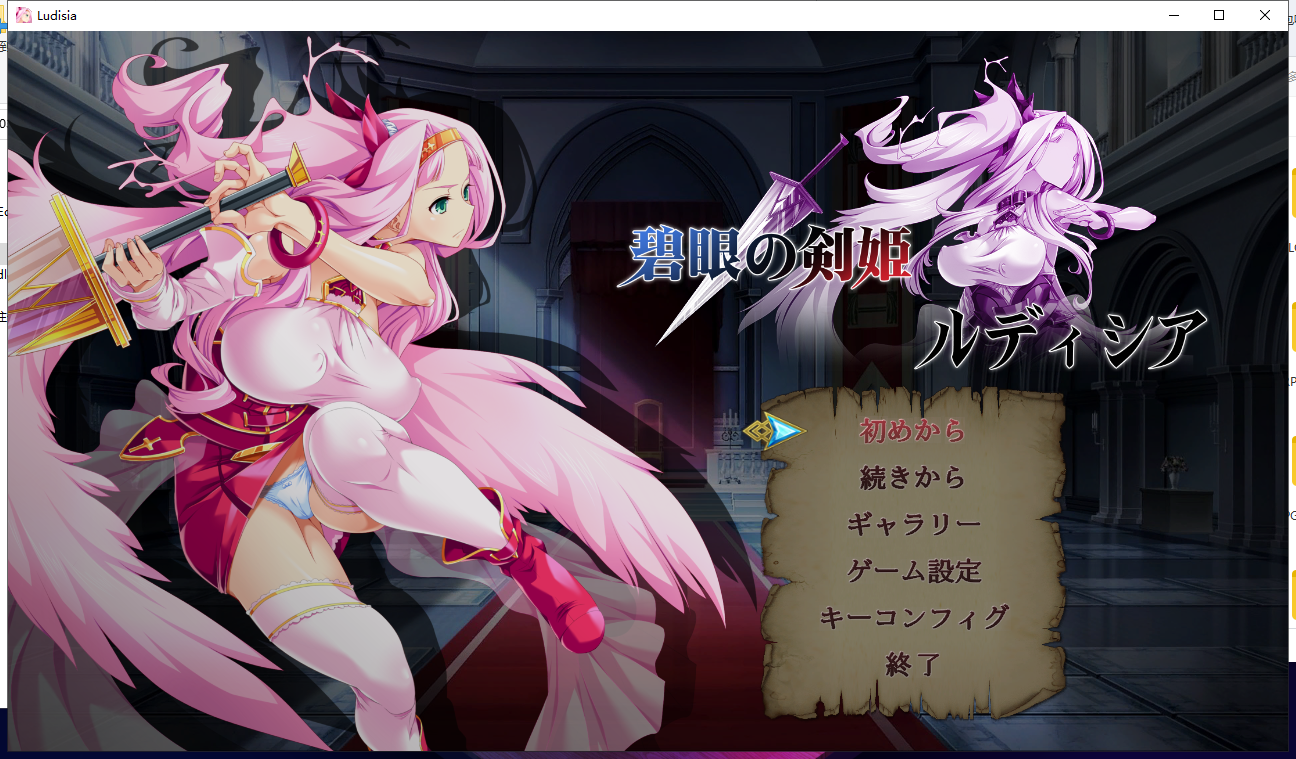 Ludisia
碧眼の剣姫
ルディシア
初めから
続きから
ギャラリー
ゲーム設定
キーコンフィグ
終了